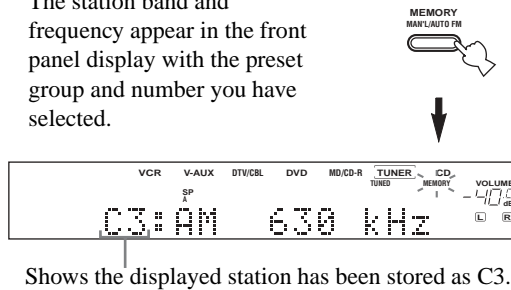 The station band and
frequency appear in the front
panel display with the preset
group and number you have
selected.
MEMORY
MAN'L/AUTO FM
VCR V-AUX DTV/CBL DVD MD/CD-R TUNER CD
TUNED MEMORY VOLUME
SP
A
dB
C3: AM 630 kHz
L R
Shows the displayed station has been stored as C3.